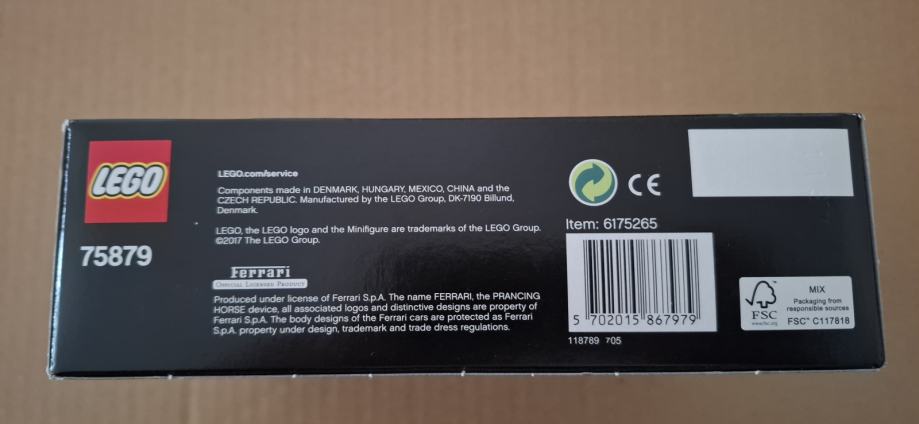 LEGO
75879
LEGO.com/service
Components made in DENMARK, HUNGARY, MEXICO, CHINA and the
CZECH REPUBLIC. Manufactured by the LEGO Group, DK-7190 Billund,
Denmark.
LEGO, the LEGO logo and the Minifigure are trademarks of the LEGO Group.
©2017 The LEGO Group.
Ferrari
OFFICIAL LICENSED PRODUCT
Produced under license of Ferrari S.p.A. The name FERRARI, the PRANCING
HORSE device, all associated logos and distinctive designs are property of
Ferrari S.p.A. The body designs of the Ferrari cars are protected as Ferrari
S.p.A. property under design, trademark and trade dress regulations.
CE
Item: 6175265
5 702015 867979
118789 705
FSC
www.fsc.org
MIX
Packaging from
responsible sources
FSC™ C117818